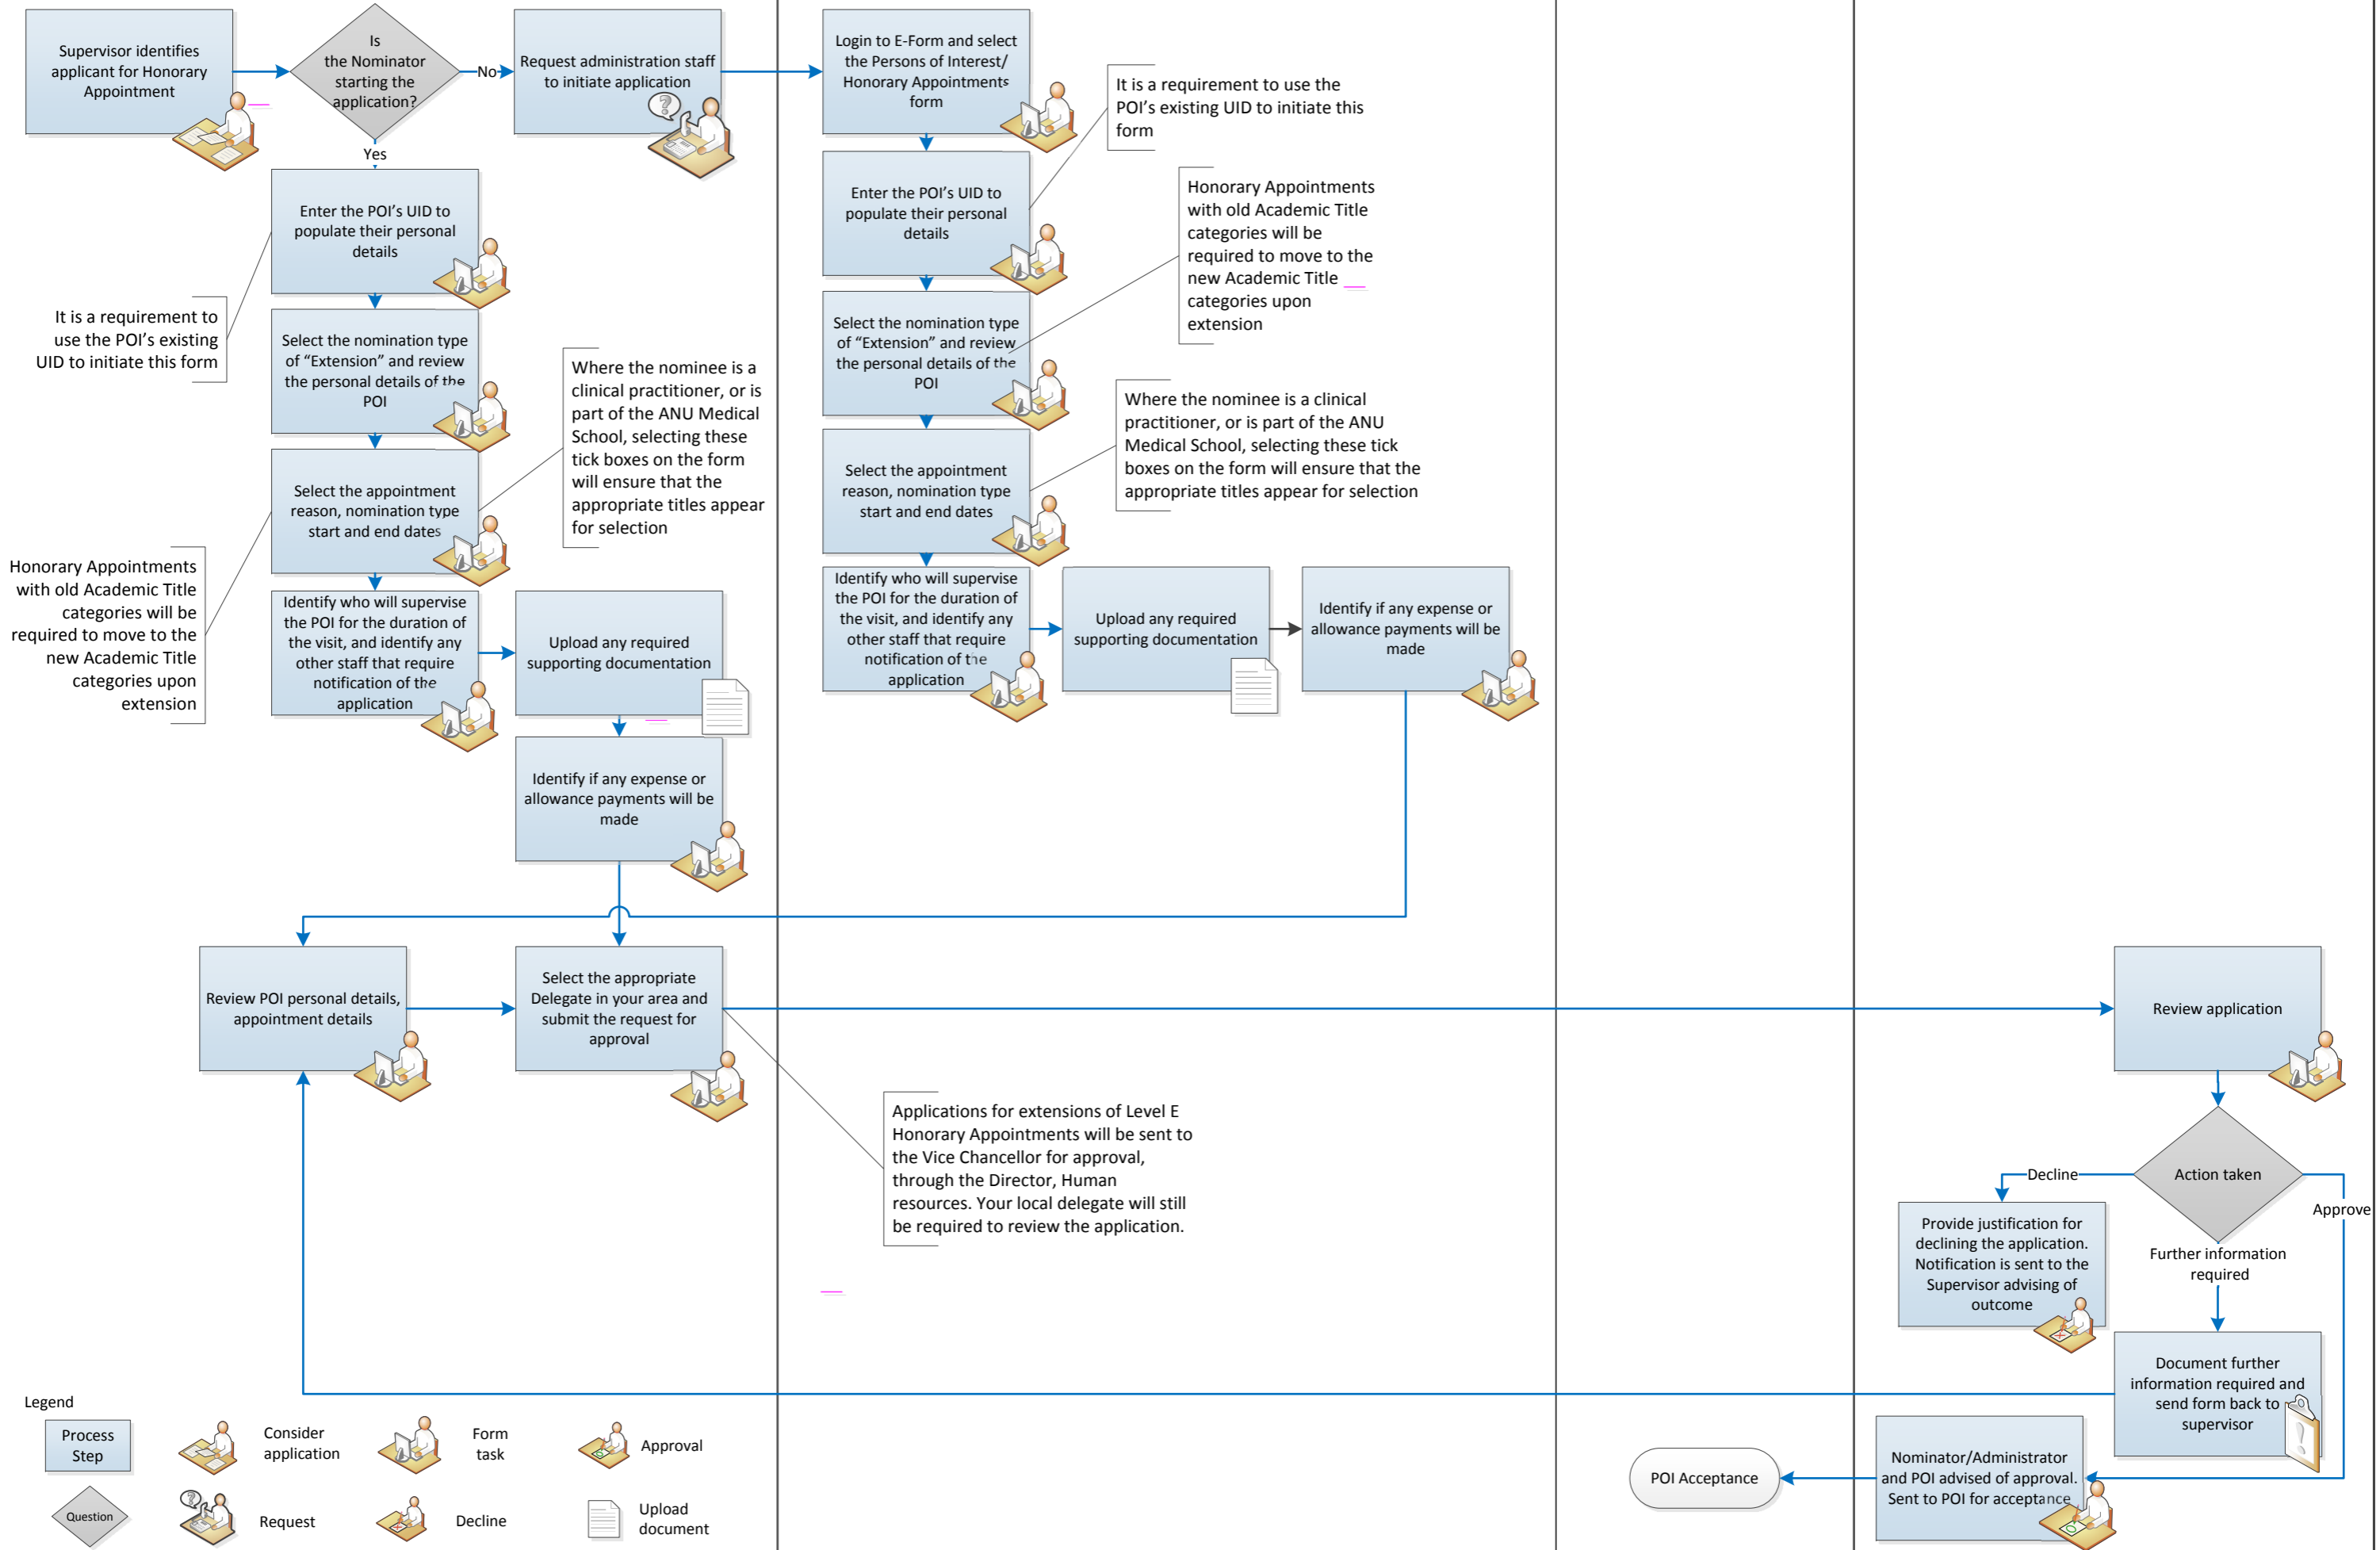 Supervisor identifies
applicant for Honorary
Appointment
Is
the Nominator
starting the
application?
No
Yes
Request administration staff
to initiate application
Enter the POI's UID to
populate their personal
details
It is a requirement to
use the POI's existing
UID to initiate this form
Select the nomination type
of “Extension” and review
the personal details of the
POI
Where the nominee is a
clinical practitioner, or is
part of the ANU Medical
School, selecting these
tick boxes on the form
will ensure that the
appropriate titles appear
for selection
Select the appointment
reason, nomination type
start and end dates
Honorary Appointments
with old Academic Title
categories will be
required to move to the
new Academic Title
categories upon
extension
Identify who will supervise
the POI for the duration of
the visit, and identify any
other staff that require
notification of the
application
Upload any required
supporting documentation
Identify if any expense or
allowance payments will be
made
Login to E-Form and select
the Persons of Interest/
Honorary Appointments
form
It is a requirement to use the
POI's existing UID to initiate this
form
Enter the POI's UID to
populate their personal
details
Honorary Appointments
with old Academic Title
categories will be
required to move to the
new Academic Title
categories upon
extension
Select the nomination type
of “Extension” and review
the personal details of the
POI
Where the nominee is a clinical
practitioner, or is part of the ANU
Medical School, selecting these tick
boxes on the form will ensure that the
appropriate titles appear for selection
Select the appointment
reason, nomination type
start and end dates
Identify who will supervise
the POI for the duration of
the visit, and identify any
other staff that require
notification of the
application
Upload any required
supporting documentation
Identify if any expense or
allowance payments will be
made
Review POI personal details,
appointment details
Select the appropriate
Delegate in your area and
submit the request for
approval
Applications for extensions of Level E
Honorary Appointments will be sent to
the Vice Chancellor for approval,
through the Director, Human
resources. Your local delegate will still
be required to review the application.
Review application
Action taken
Decline
Approve
Further information
required
Provide justification for
declining the application.
Notification is sent to the
Supervisor advising of
outcome
Document further
information required and
send form back to
supervisor
Nominator/Administrator
and POI advised of approval.
Sent to POI for acceptance
POI Acceptance
Legend
Process
Step
Consider
application
Form
task
Approval
Question
Request
Decline
Upload
document